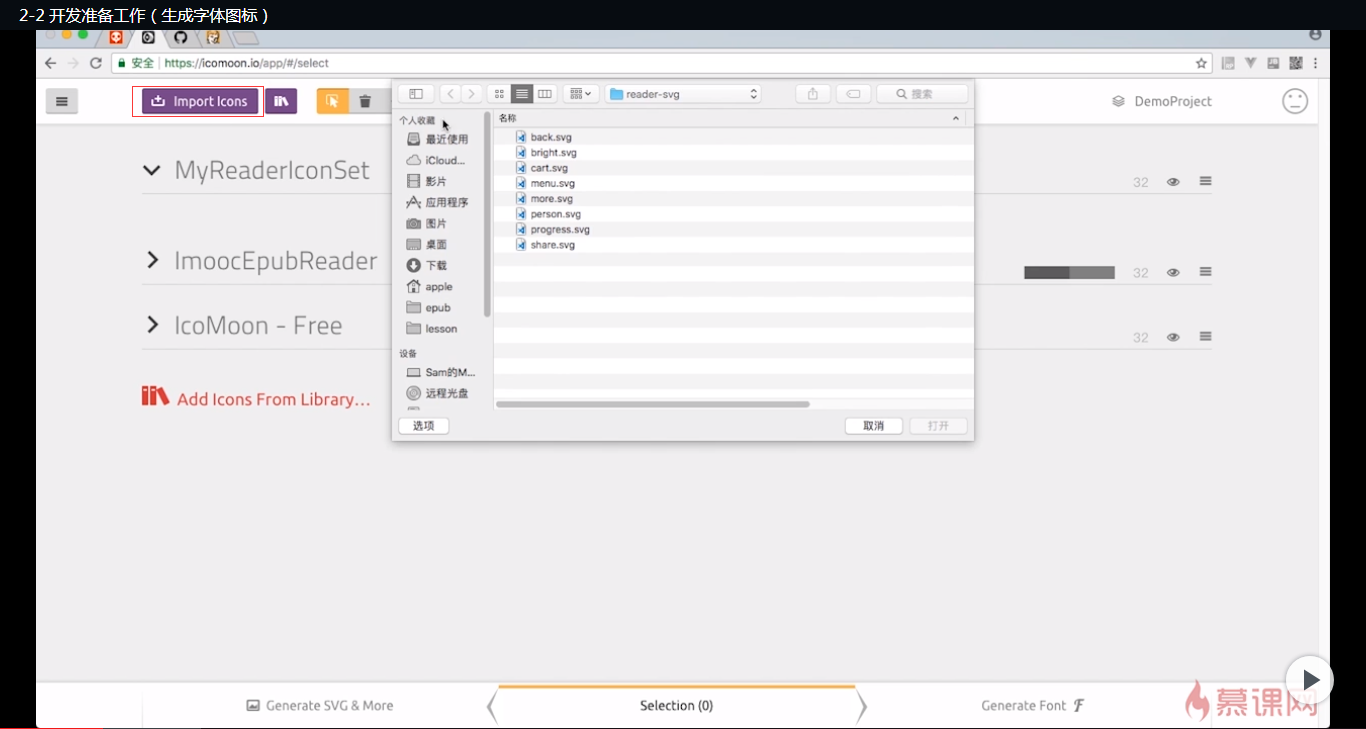 2-2 开发准备工作（生成字体图标）
安全 https://icomoon.io/app/#/select
Import Icons
reader-svg
搜索
DemoProject
个人收藏
名称
最近使用
back.svg
iCloud...
bright.svg
影片
cart.svg
应用程序
menu.svg
图片
more.svg
桌面
person.svg
下载
progress.svg
apple
share.svg
epub
lesson
设备
Sam的M...
远程光盘
选项
取消
打开
MyReaderIconSet
32
ImoocEpubReader
32
IcoMoon - Free
32
Add Icons From Library...
Generate SVG & More
Selection (0)
Generate Font
慕课网